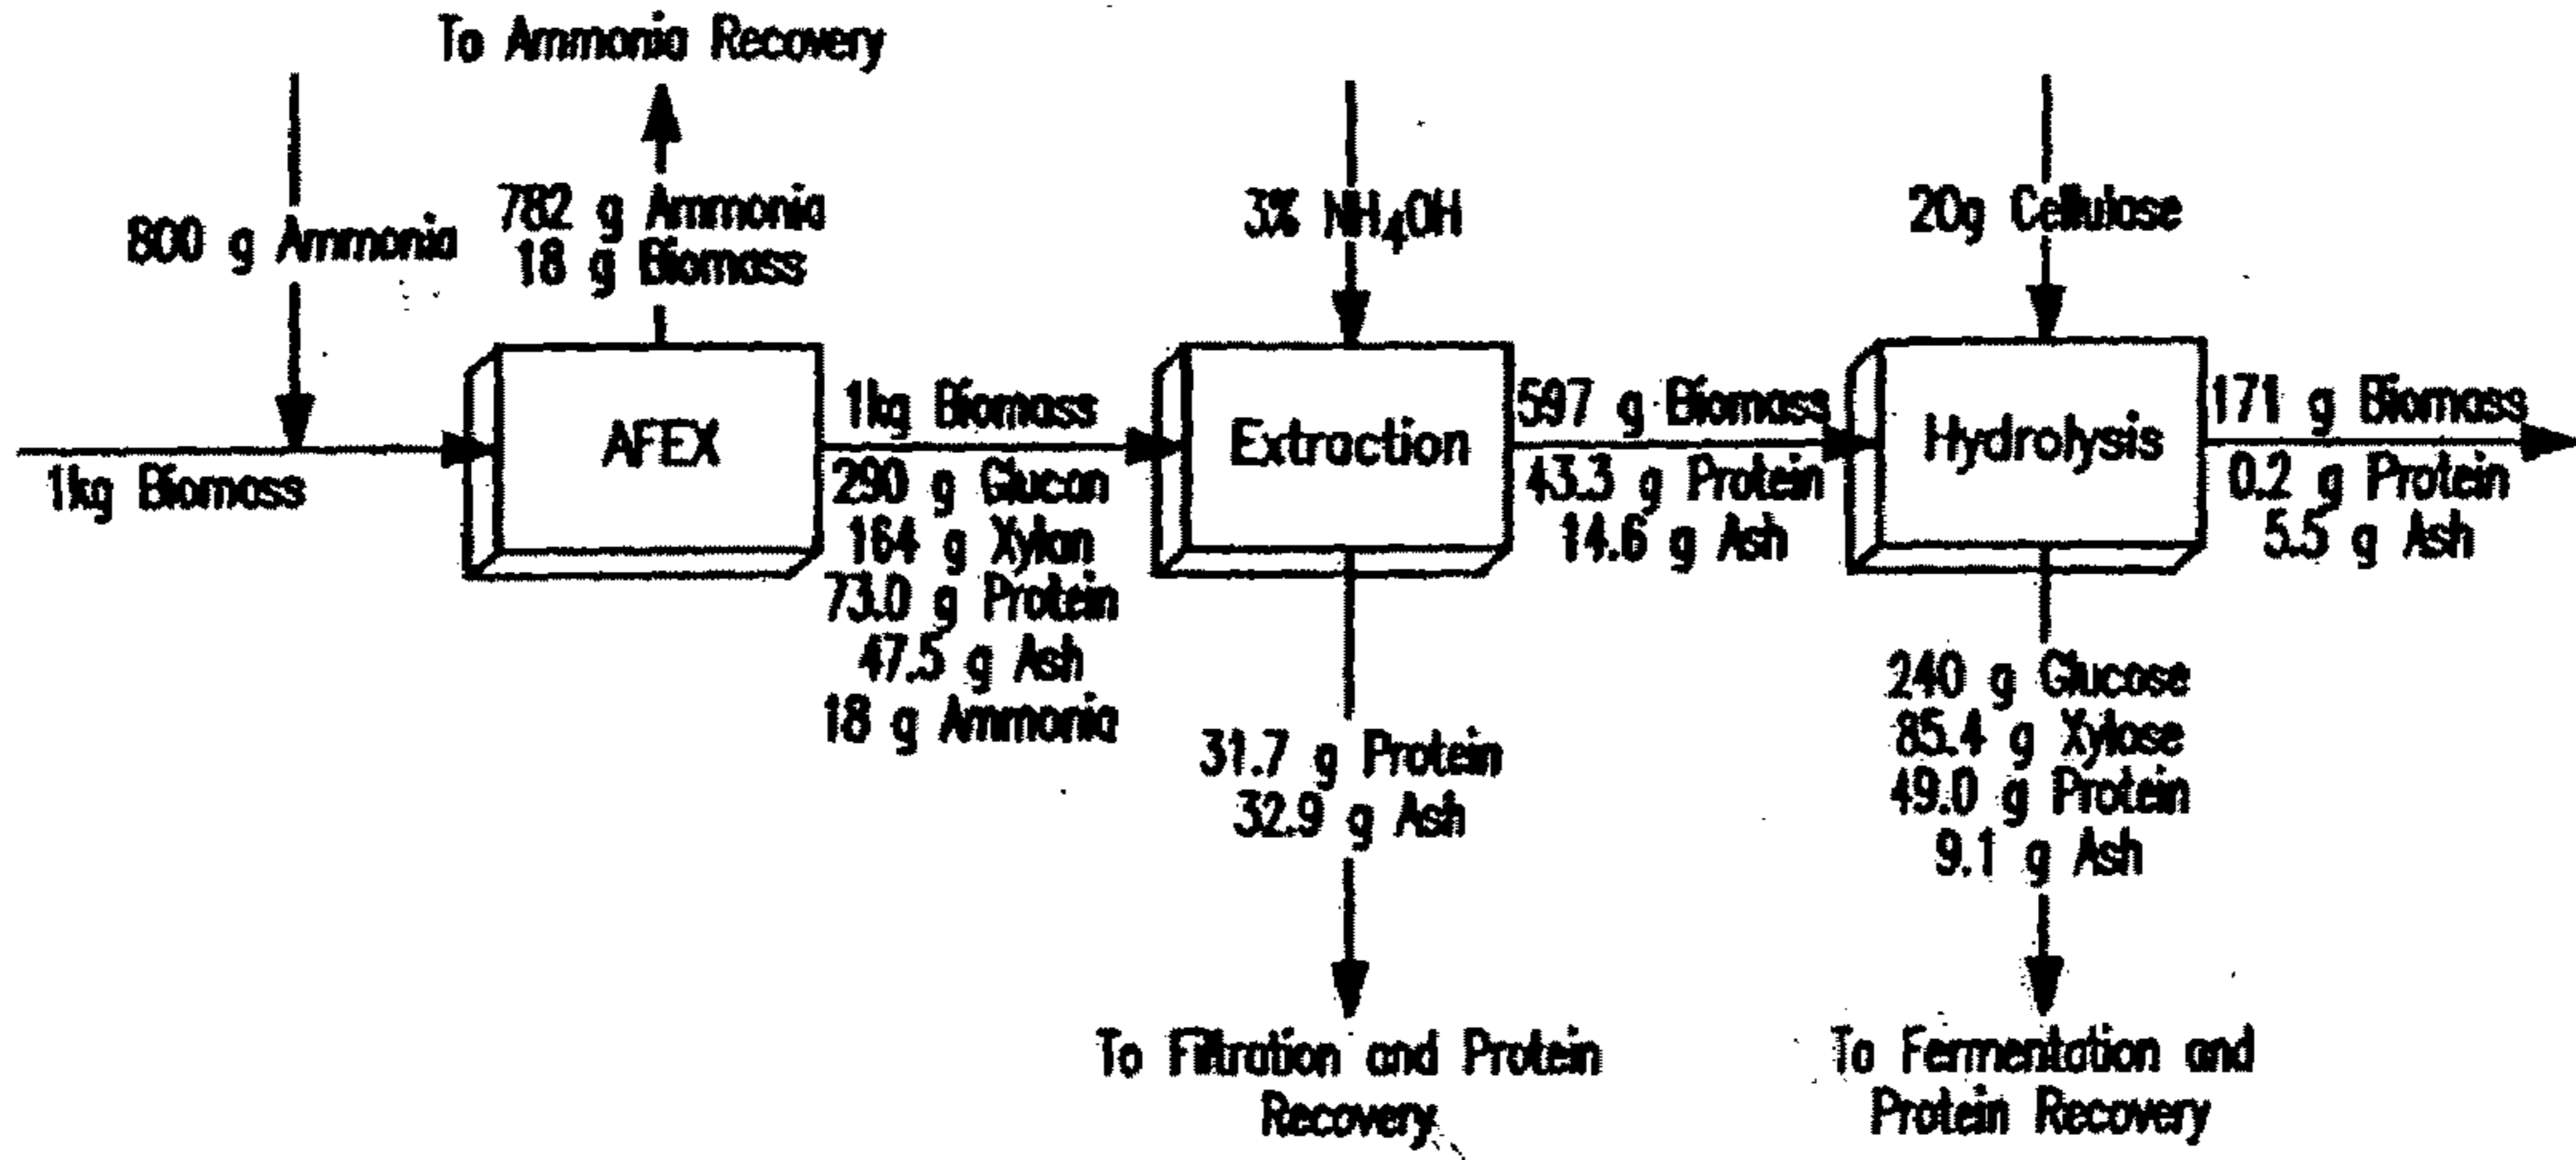 To Ammonia Recovery
800 g Ammonia
782 g Ammonia
18 g Biomass
1kg Biomass
AFEX
1kg Biomass
290 g Glucan
164 g Xylan
73.0 g Protein
47.5 g Ash
18 g Ammonia
3% NH₄OH
Extraction
31.7 g Protein
32.9 g Ash
To Filtration and Protein
Recovery
597 g Biomass
43.3 g Protein
14.6 g Ash
20g Cellulose
Hydrolysis
240 g Glucose
85.4 g Xylose
49.0 g Protein
9.1 g Ash
To Fermentation and
Protein Recovery
171 g Biomass
0.2 g Protein
5.5 g Ash